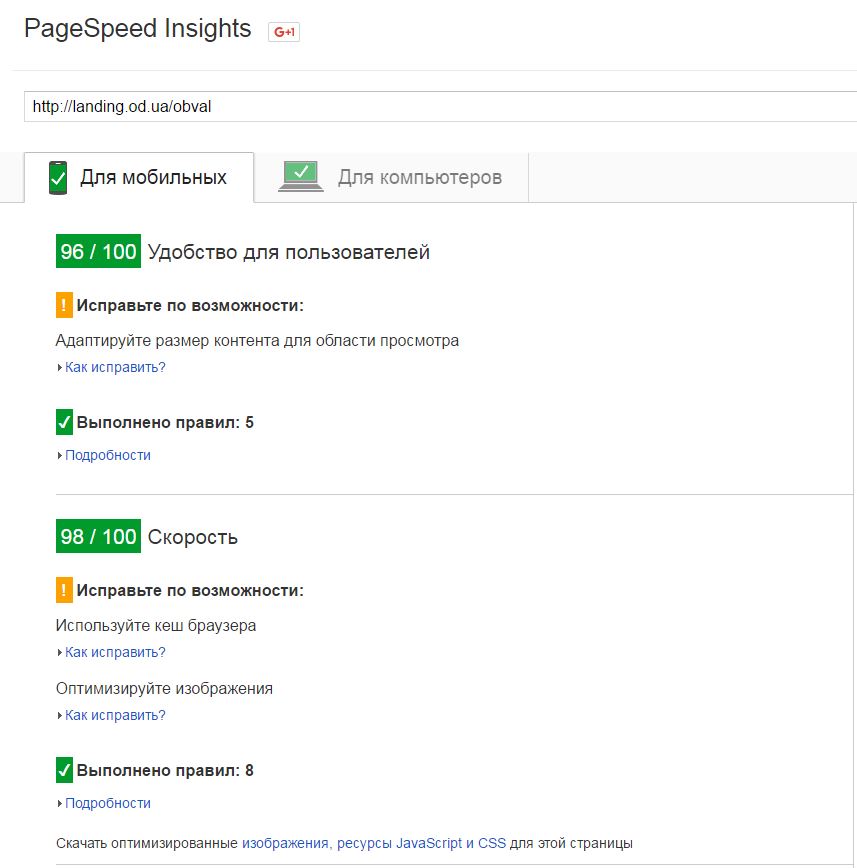 PageSpeed Insights G+1
http://landing.od.ua/obval
Для мобильных Для компьютеров
96 / 100 Удобство для пользователей
! Исправьте по возможности:
Адаптируйте размер контента для области просмотра
Как исправить?
Выполнено правил: 5
Подробности
98 / 100 Скорость
! Исправьте по возможности:
Используйте кеш браузера
Как исправить?
Оптимизируйте изображения
Как исправить?
Выполнено правил: 8
Подробности
Скачать оптимизированные изображения, ресурсы JavaScript и CSS для этой страницы